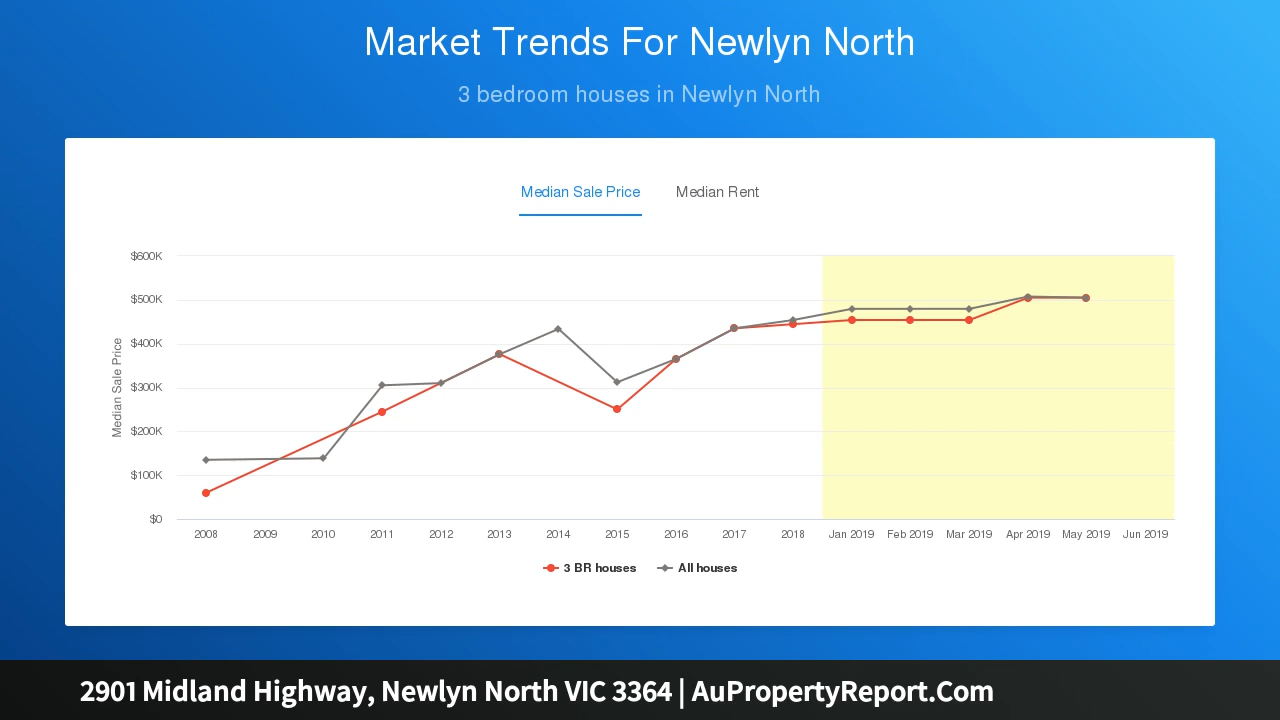 Market Trends For Newlyn North
3 bedroom houses in Newlyn North
Median Sale Price Median Rent
Median Sale Price
$600K
$500K
$400K
$300K
$200K
$100K
$0
2008 2009 2010 2011 2012 2013 2014 2015 2016 2017 2018 Jan 2019 Feb 2019 Mar 2019 Apr 2019 May 2019 Jun 2019
3 BR houses All houses
2901 Midland Highway, Newlyn North VIC 3364 | AuPropertyReport.Com